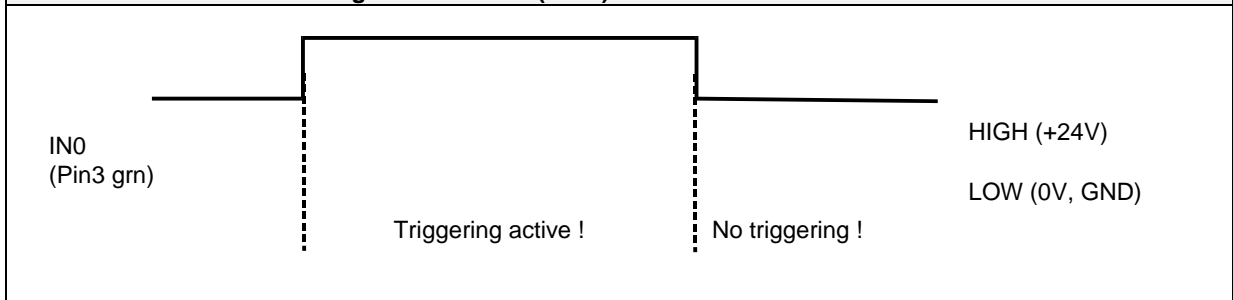 IN0
(Pin3 grn)
HIGH (+24V)
LOW (0V, GND)
Triggering active !
No triggering !